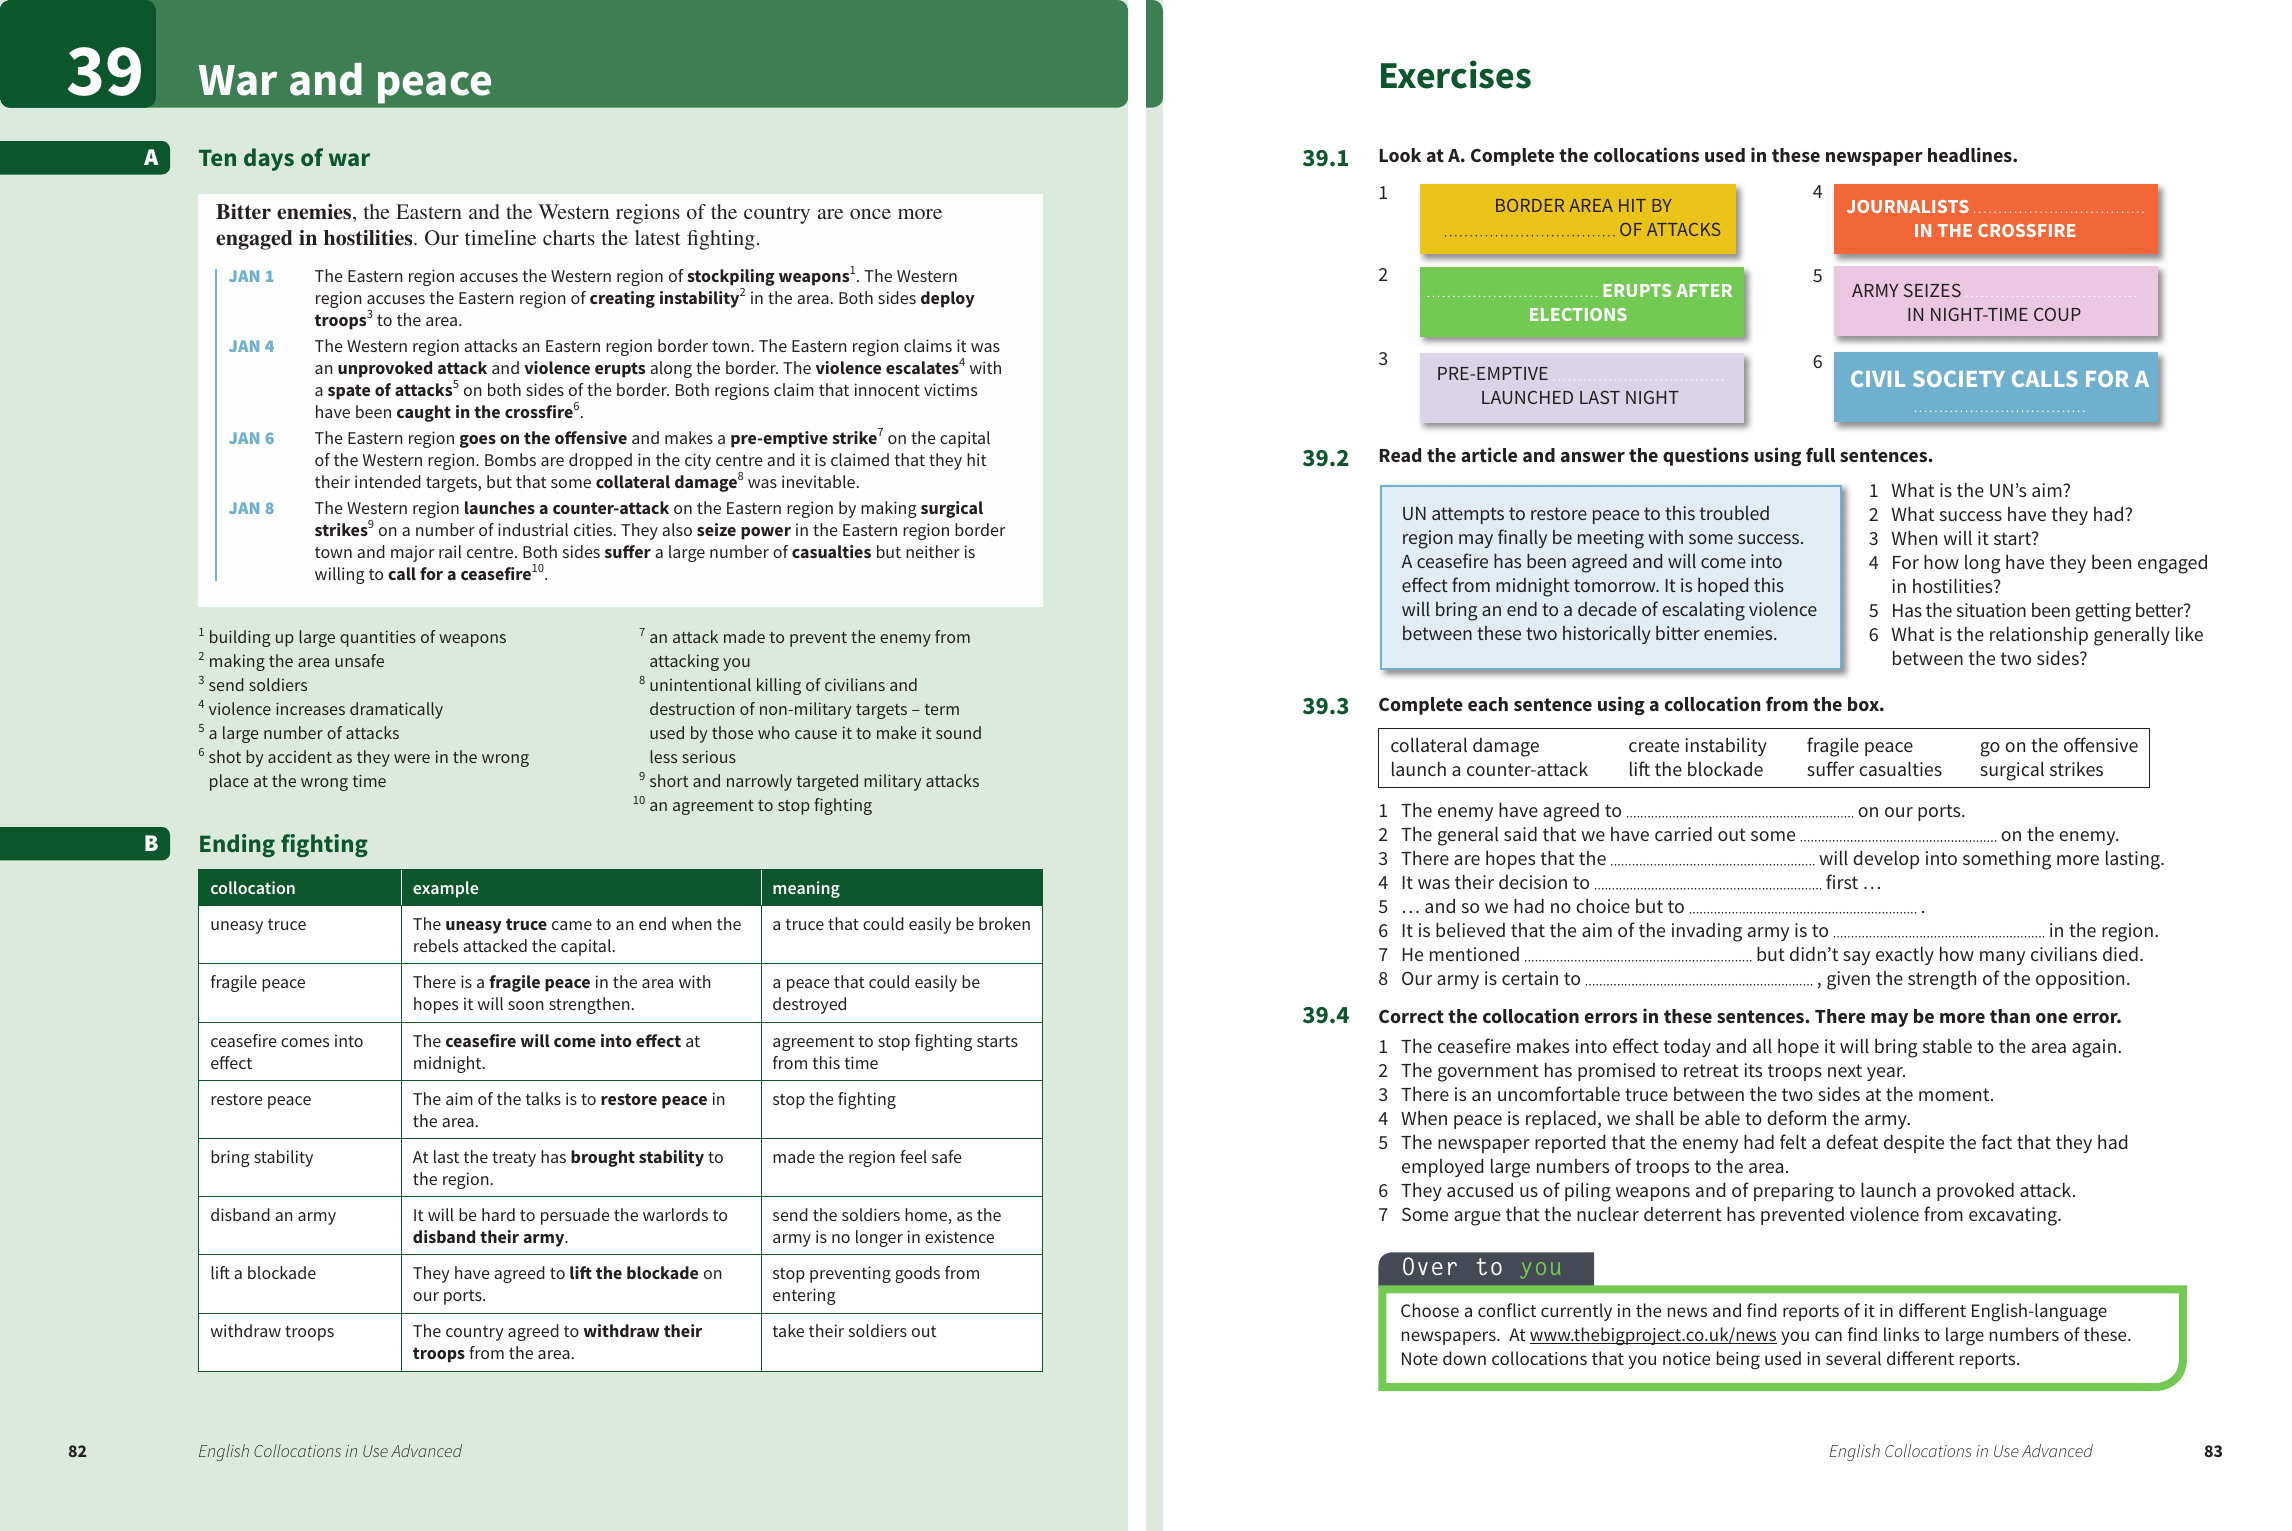 39
War and peace
A
Ten days of war
Bitter enemies, the Eastern and the Western regions of the country are once more
engaged in hostilities. Our timeline charts the latest fighting.
JAN 1
The Eastern region accuses the Western region of stockpiling weapons1. The Western
region accuses the Eastern region of creating instability2 in the area. Both sides deploy
troops3 to the area.
JAN 4
The Western region attacks an Eastern region border town. The Eastern region claims it was
an unprovoked attack and violence erupts along the border. The violence escalates4 with
a spate of attacks5 on both sides of the border. Both regions claim that innocent victims
have been caught in the crossfire6.
JAN 6
The Eastern region goes on the offensive and makes a pre-emptive strike7 on the capital
of the Western region. Bombs are dropped in the city centre and it is claimed that they hit
their intended targets, but that some collateral damage8 was inevitable.
JAN 8
The Western region launches a counter-attack on the Eastern region by making surgical
strikes9 on a number of industrial cities. They also seize power in the Eastern region border
town and major rail centre. Both sides suffer a large number of casualties but neither is
willing to call for a ceasefire10.
1 building up large quantities of weapons
2 making the area unsafe
3 send soldiers
4 violence increases dramatically
5 a large number of attacks
6 shot by accident as they were in the wrong
place at the wrong time
7 an attack made to prevent the enemy from
attacking you
8 unintentional killing of civilians and
destruction of non-military targets – term
used by those who cause it to make it sound
less serious
9 short and narrowly targeted military attacks
10 an agreement to stop fighting
B
Ending fighting
collocation example meaning
uneasy truce
The uneasy truce came to an end when the
rebels attacked the capital.
a truce that could easily be broken
fragile peace
There is a fragile peace in the area with
hopes it will soon strengthen.
a peace that could easily be
destroyed
ceasefire comes into
effect
The ceasefire will come into effect at
midnight.
agreement to stop fighting starts
from this time
restore peace
The aim of the talks is to restore peace in
the area.
stop the fighting
bring stability
At last the treaty has brought stability to
the region.
made the region feel safe
disband an army
It will be hard to persuade the warlords to
disband their army.
send the soldiers home, as the
army is no longer in existence
lift a blockade
They have agreed to lift the blockade on
our ports.
stop preventing goods from
entering
withdraw troops
The country agreed to withdraw their
troops from the area.
take their soldiers out
82
English Collocations in Use Advanced
Exercises
39.1
Look at A. Complete the collocations used in these newspaper headlines.
1
BORDER AREA HIT BY
.................................. OF ATTACKS
2
.................................. ERUPTS AFTER
ELECTIONS
3
PRE-EMPTIVE ..................................
LAUNCHED LAST NIGHT
4
JOURNALISTS ..................................
IN THE CROSSFIRE
5
ARMY SEIZES ..................................
IN NIGHT-TIME COUP
6
CIVIL SOCIETY CALLS FOR A
..................................
39.2
Read the article and answer the questions using full sentences.
UN attempts to restore peace to this troubled
region may finally be meeting with some success.
A ceasefire has been agreed and will come into
effect from midnight tomorrow. It is hoped this
will bring an end to a decade of escalating violence
between these two historically bitter enemies.
1 What is the UN's aim?
2 What success have they had?
3 When will it start?
4 For how long have they been engaged
in hostilities?
5 Has the situation been getting better?
6 What is the relationship generally like
between the two sides?
39.3
Complete each sentence using a collocation from the box.
collateral damage create instability fragile peace go on the offensive
launch a counter-attack lift the blockade suffer casualties surgical strikes
1 The enemy have agreed to .................................. on our ports.
2 The general said that we have carried out some .................................. on the enemy.
3 There are hopes that the .................................. will develop into something more lasting.
4 It was their decision to .................................. first …
5 … and so we had no choice but to .................................. .
6 It is believed that the aim of the invading army is to .................................. in the region.
7 He mentioned .................................. but didn't say exactly how many civilians died.
8 Our army is certain to .................................. , given the strength of the opposition.
39.4
Correct the collocation errors in these sentences. There may be more than one error.
1 The ceasefire makes into effect today and all hope it will bring stable to the area again.
2 The government has promised to retreat its troops next year.
3 There is an uncomfortable truce between the two sides at the moment.
4 When peace is replaced, we shall be able to deform the army.
5 The newspaper reported that the enemy had felt a defeat despite the fact that they had
employed large numbers of troops to the area.
6 They accused us of piling weapons and of preparing to launch a provoked attack.
7 Some argue that the nuclear deterrent has prevented violence from excavating.
Over to you
Choose a conflict currently in the news and find reports of it in different English-language
newspapers. At www.thebigproject.co.uk/news you can find links to large numbers of these.
Note down collocations that you notice being used in several different reports.
English Collocations in Use Advanced
83